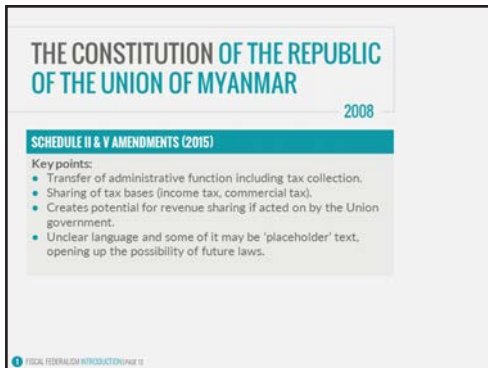 THE CONSTITUTION OF THE REPUBLIC
OF THE UNION OF MYANMAR
2008
SCHEDULE II & V AMENDMENTS (2015)
Key points:
● Transfer of administrative function including tax collection.
● Sharing of tax bases (income tax, commercial tax).
● Creates potential for revenue sharing if acted on by the Union
government.
● Unclear language and some of it may be 'placeholder' text,
opening up the possibility of future laws.
1 FISCAL FEDERALISM INTRODUCTION | PAGE 12